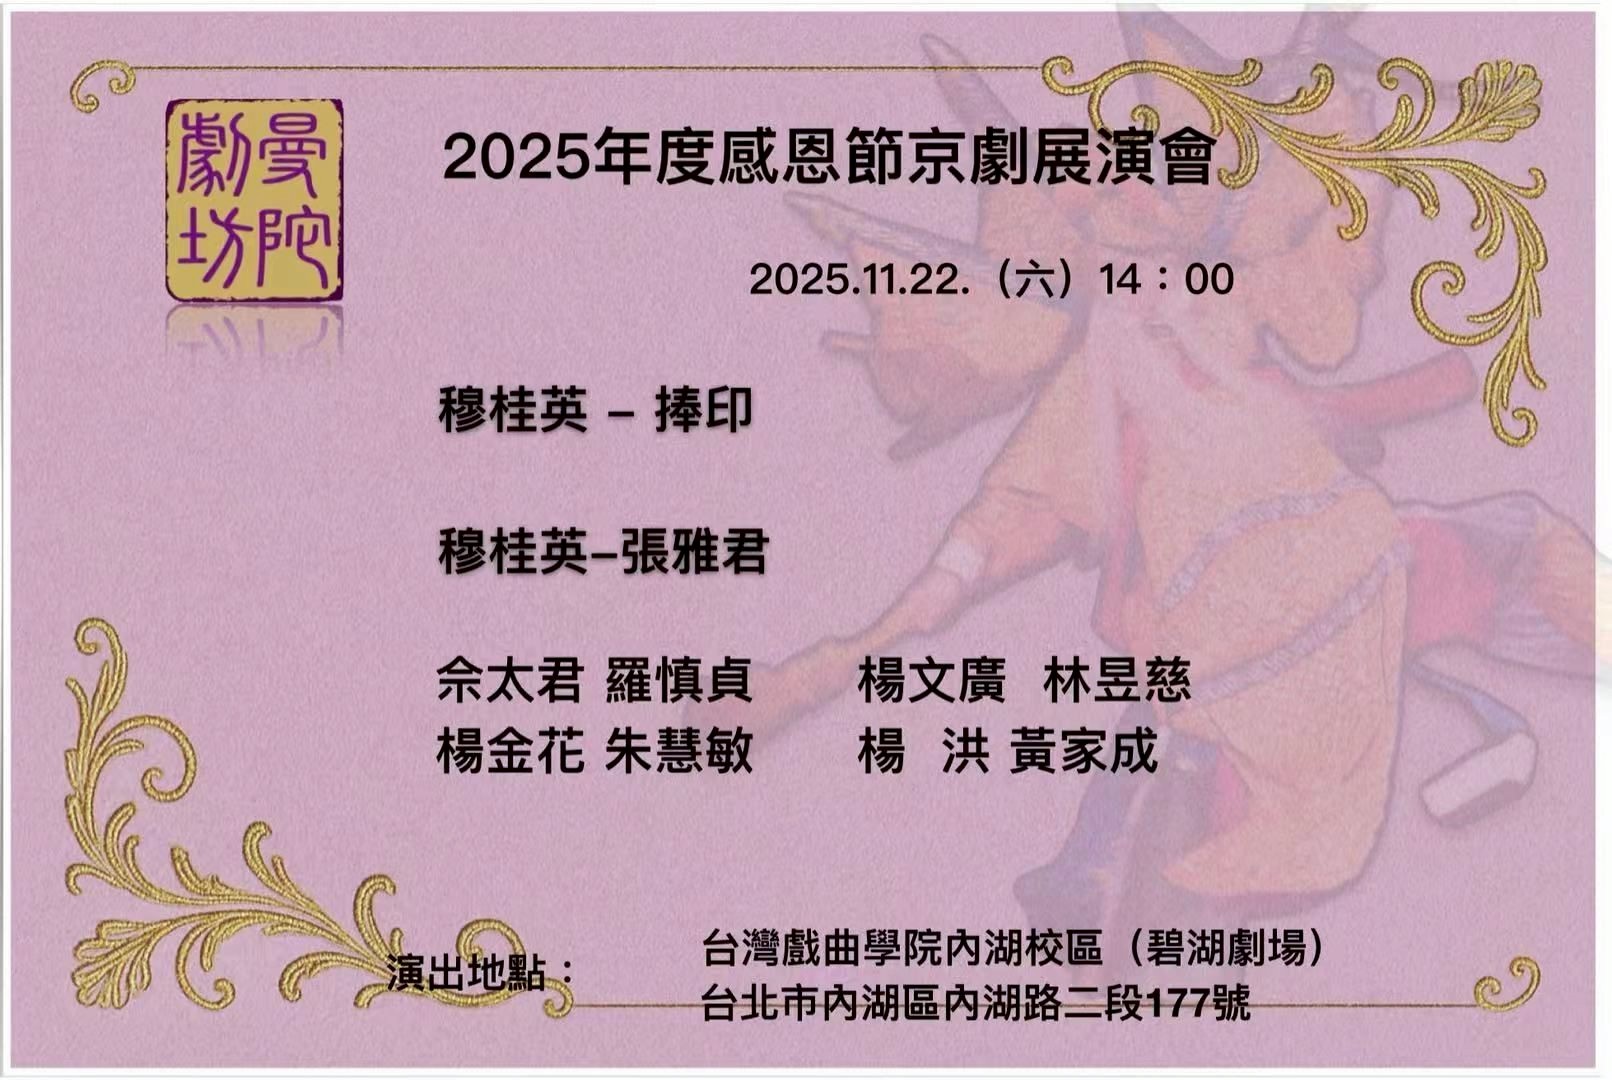 曼陀
劇坊
2025年度感恩節京劇展演會
2025.11.22.（六）14：00
穆桂英 – 捧印
穆桂英–張雅君
佘太君 羅慎貞 楊文廣 林昱慈
楊金花 朱慧敏 楊 洪 黃家成
演出地點：
台灣戲曲學院內湖校區（碧湖劇場）
台北市內湖區內湖路二段177號